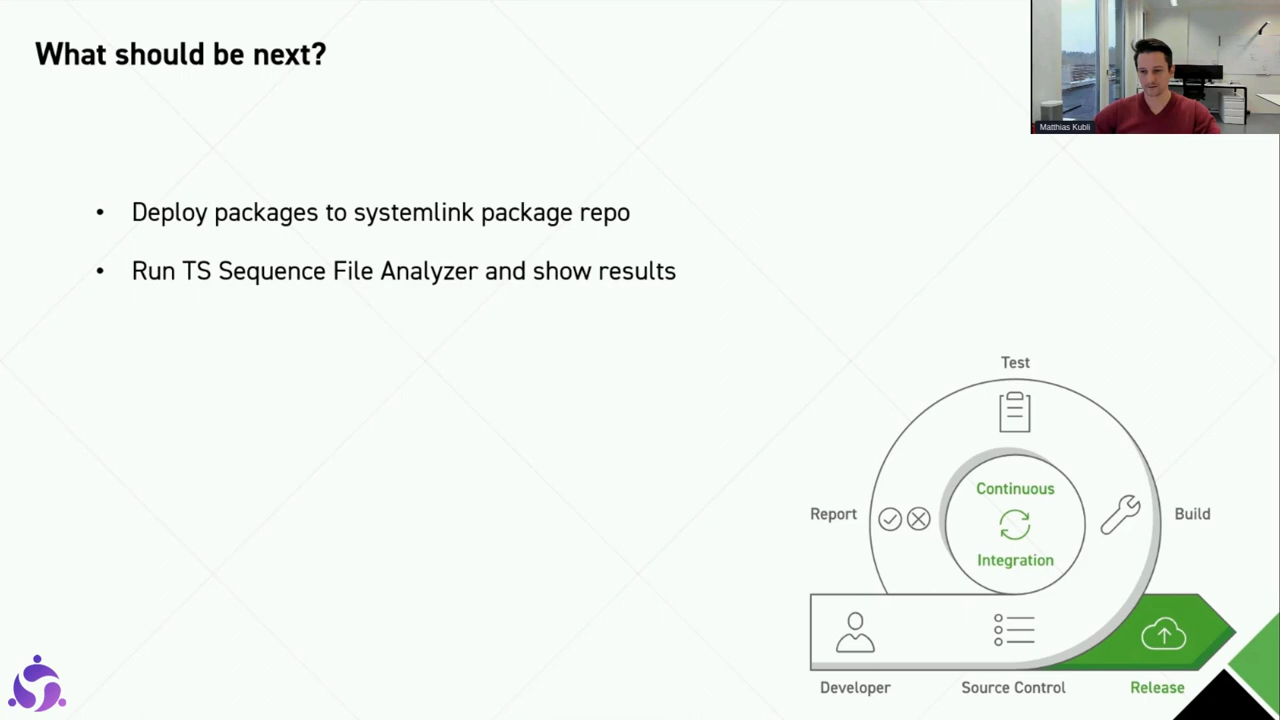 What should be next?
Matthias Kubli
• Deploy packages to systemlink package repo
• Run TS Sequence File Analyzer and show results
Test
Continuous
Report
Build
Integration
Developer
Source Control
Release